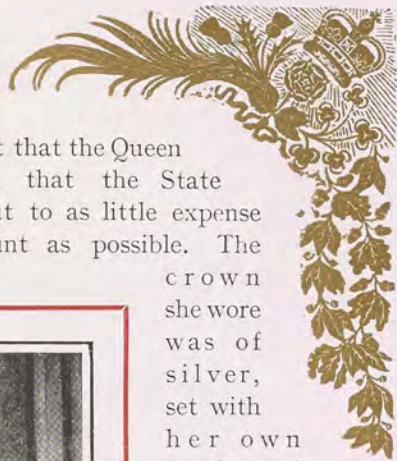 that the Queen
that the State
to as little expense
as possible. The
crown
she wore
was of
silver,
set with
her own